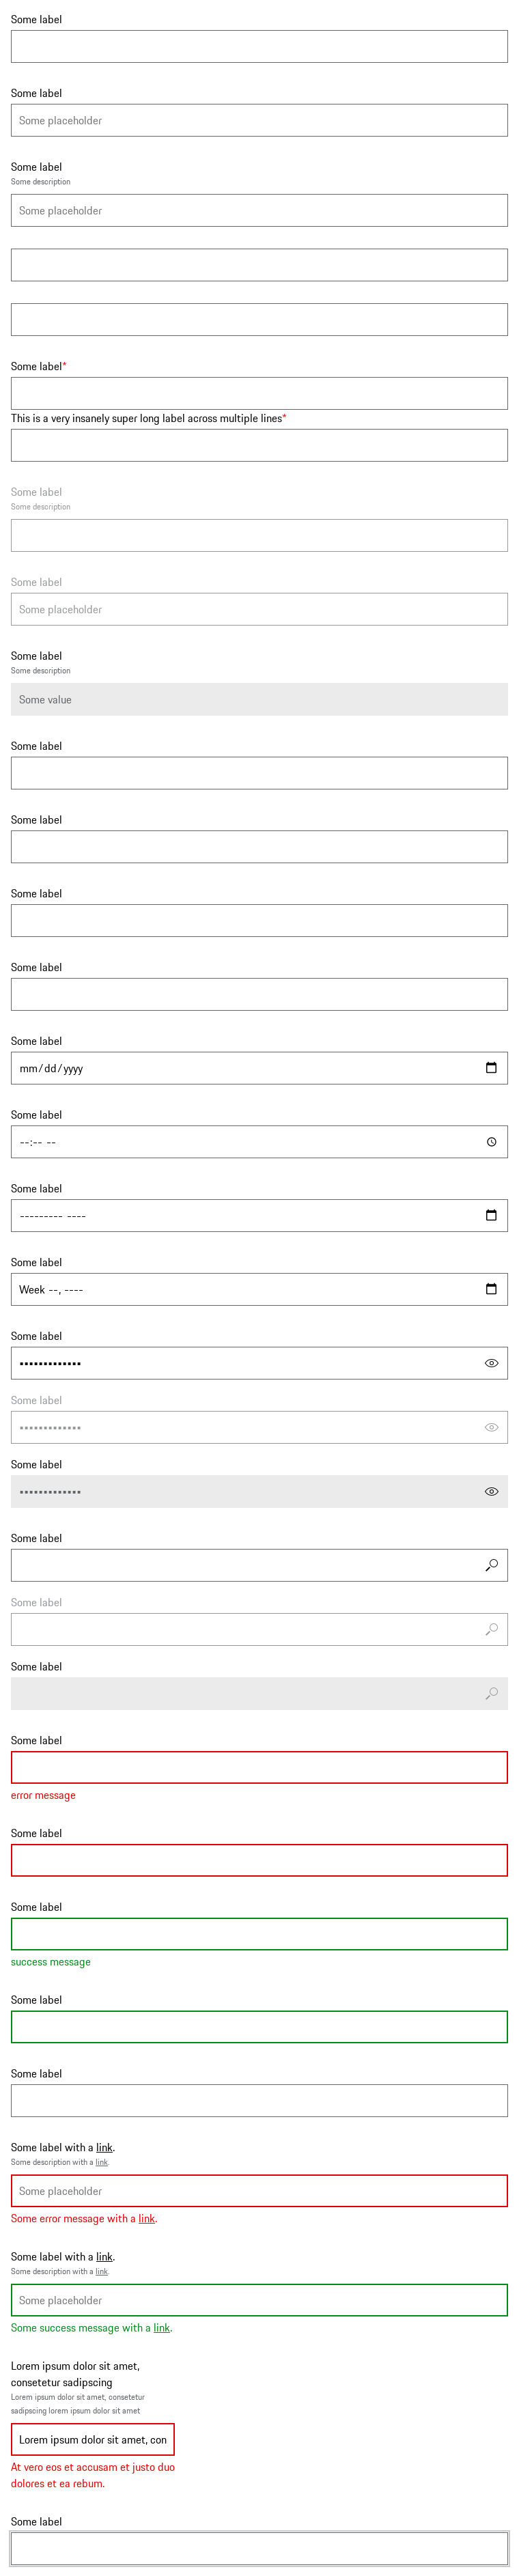 Some label
Some label
Some placeholder
Some label
Some description
Some placeholder
Some label*
This is a very insanely super long label across multiple lines*
Some label
Some description
Some label
Some placeholder
Some label
Some description
Some value
Some label
Some label
Some label
Some label
Some label
mm/dd/yyyy
Some label
--:-- --
Some label
--------- ----
Some label
Week --, ----
Some label
•••••••••••••
Some label
•••••••••••••
Some label
•••••••••••••
Some label
Some label
Some label
Some label
error message
Some label
Some label
success message
Some label
Some label
Some label with a link.
Some description with a link.
Some placeholder
Some error message with a link.
Some label with a link.
Some description with a link.
Some placeholder
Some success message with a link.
Lorem ipsum dolor sit amet,
consetetur sadipscing
Lorem ipsum dolor sit amet, consetetur
sadipscing lorem ipsum dolor sit amet
Lorem ipsum dolor sit amet, con
At vero eos et accusam et justo duo
dolores et ea rebum.
Some label